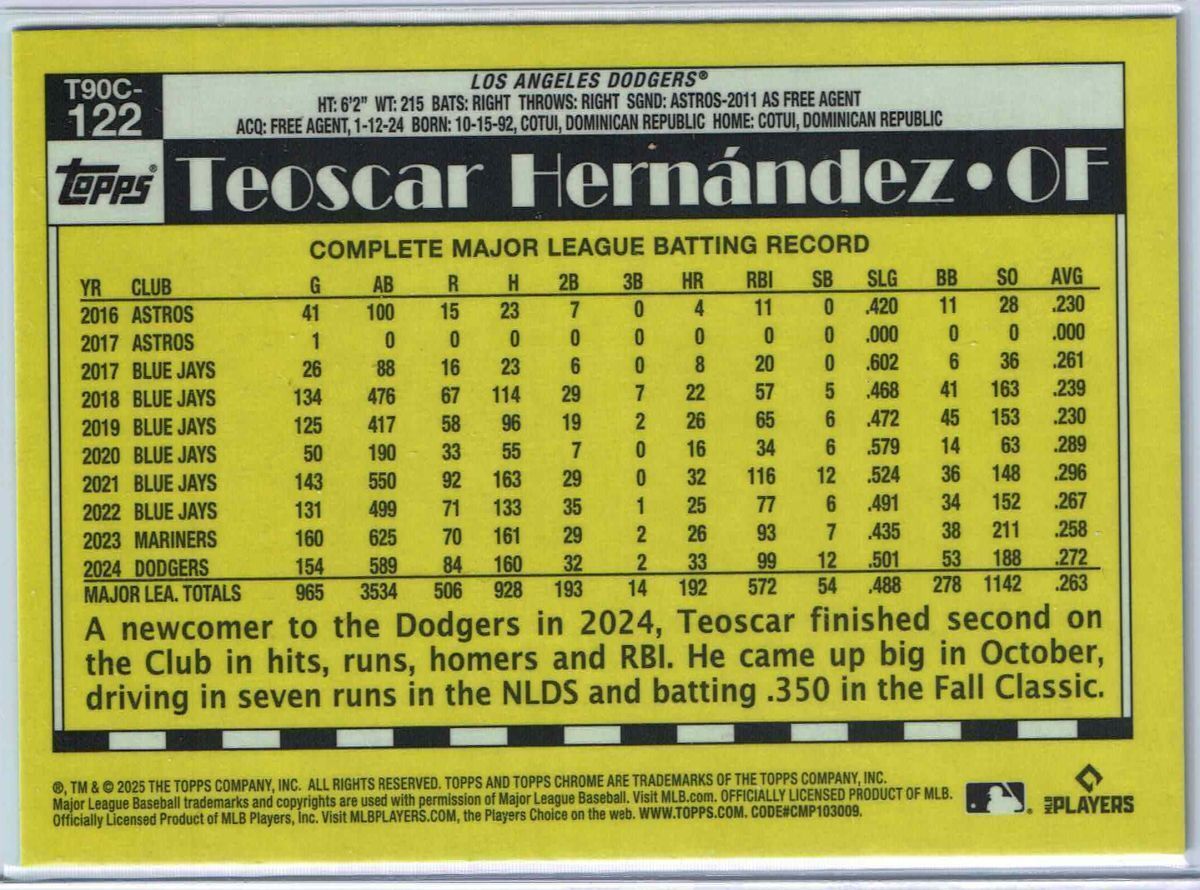 T90C-
122
LOS ANGELES DODGERS®
HT: 6'2" WT: 215 BATS: RIGHT THROWS: RIGHT SGND: ASTROS-2011 AS FREE AGENT
ACQ: FREE AGENT, 1-12-24 BORN: 10-15-92, COTUI, DOMINICAN REPUBLIC HOME: COTUI, DOMINICAN REPUBLIC
topps® Teoscar Hernández • OF
COMPLETE MAJOR LEAGUE BATTING RECORD
YR CLUB G AB R H 2B 3B HR RBI SB SLG BB SO AVG
2016 ASTROS 41 100 15 23 7 0 4 11 0 .420 11 28 .230
2017 ASTROS 1 0 0 0 0 0 0 0 0 .000 0 0 .000
2017 BLUE JAYS 26 88 16 23 6 0 8 20 0 .602 6 36 .261
2018 BLUE JAYS 134 476 67 114 29 7 22 57 5 .468 41 163 .239
2019 BLUE JAYS 125 417 58 96 19 2 26 65 6 .472 45 153 .230
2020 BLUE JAYS 50 190 33 55 7 0 16 34 6 .579 14 63 .289
2021 BLUE JAYS 143 550 92 163 29 0 32 116 12 .524 36 148 .296
2022 BLUE JAYS 131 499 71 133 35 1 25 77 6 .491 34 152 .267
2023 MARINERS 160 625 70 161 29 2 26 93 7 .435 38 211 .258
2024 DODGERS 154 589 84 160 32 2 33 99 12 .501 53 188 .272
MAJOR LEA. TOTALS 965 3534 506 928 193 14 192 572 54 .488 278 1142 .263
A newcomer to the Dodgers in 2024, Teoscar finished second on
the Club in hits, runs, homers and RBI. He came up big in October,
driving in seven runs in the NLDS and batting .350 in the Fall Classic.
®, TM & © 2025 THE TOPPS COMPANY, INC. ALL RIGHTS RESERVED. TOPPS AND TOPPS CHROME ARE TRADEMARKS OF THE TOPPS COMPANY, INC.
Major League Baseball trademarks and copyrights are used with permission of Major League Baseball. Visit MLB.com. OFFICIALLY LICENSED PRODUCT OF MLB.
Officially Licensed Product of MLB Players, Inc. Visit MLBPLAYERS.COM, the Players Choice on the web. WWW.TOPPS.COM. CODE#CMP103009.
MLB PLAYERS